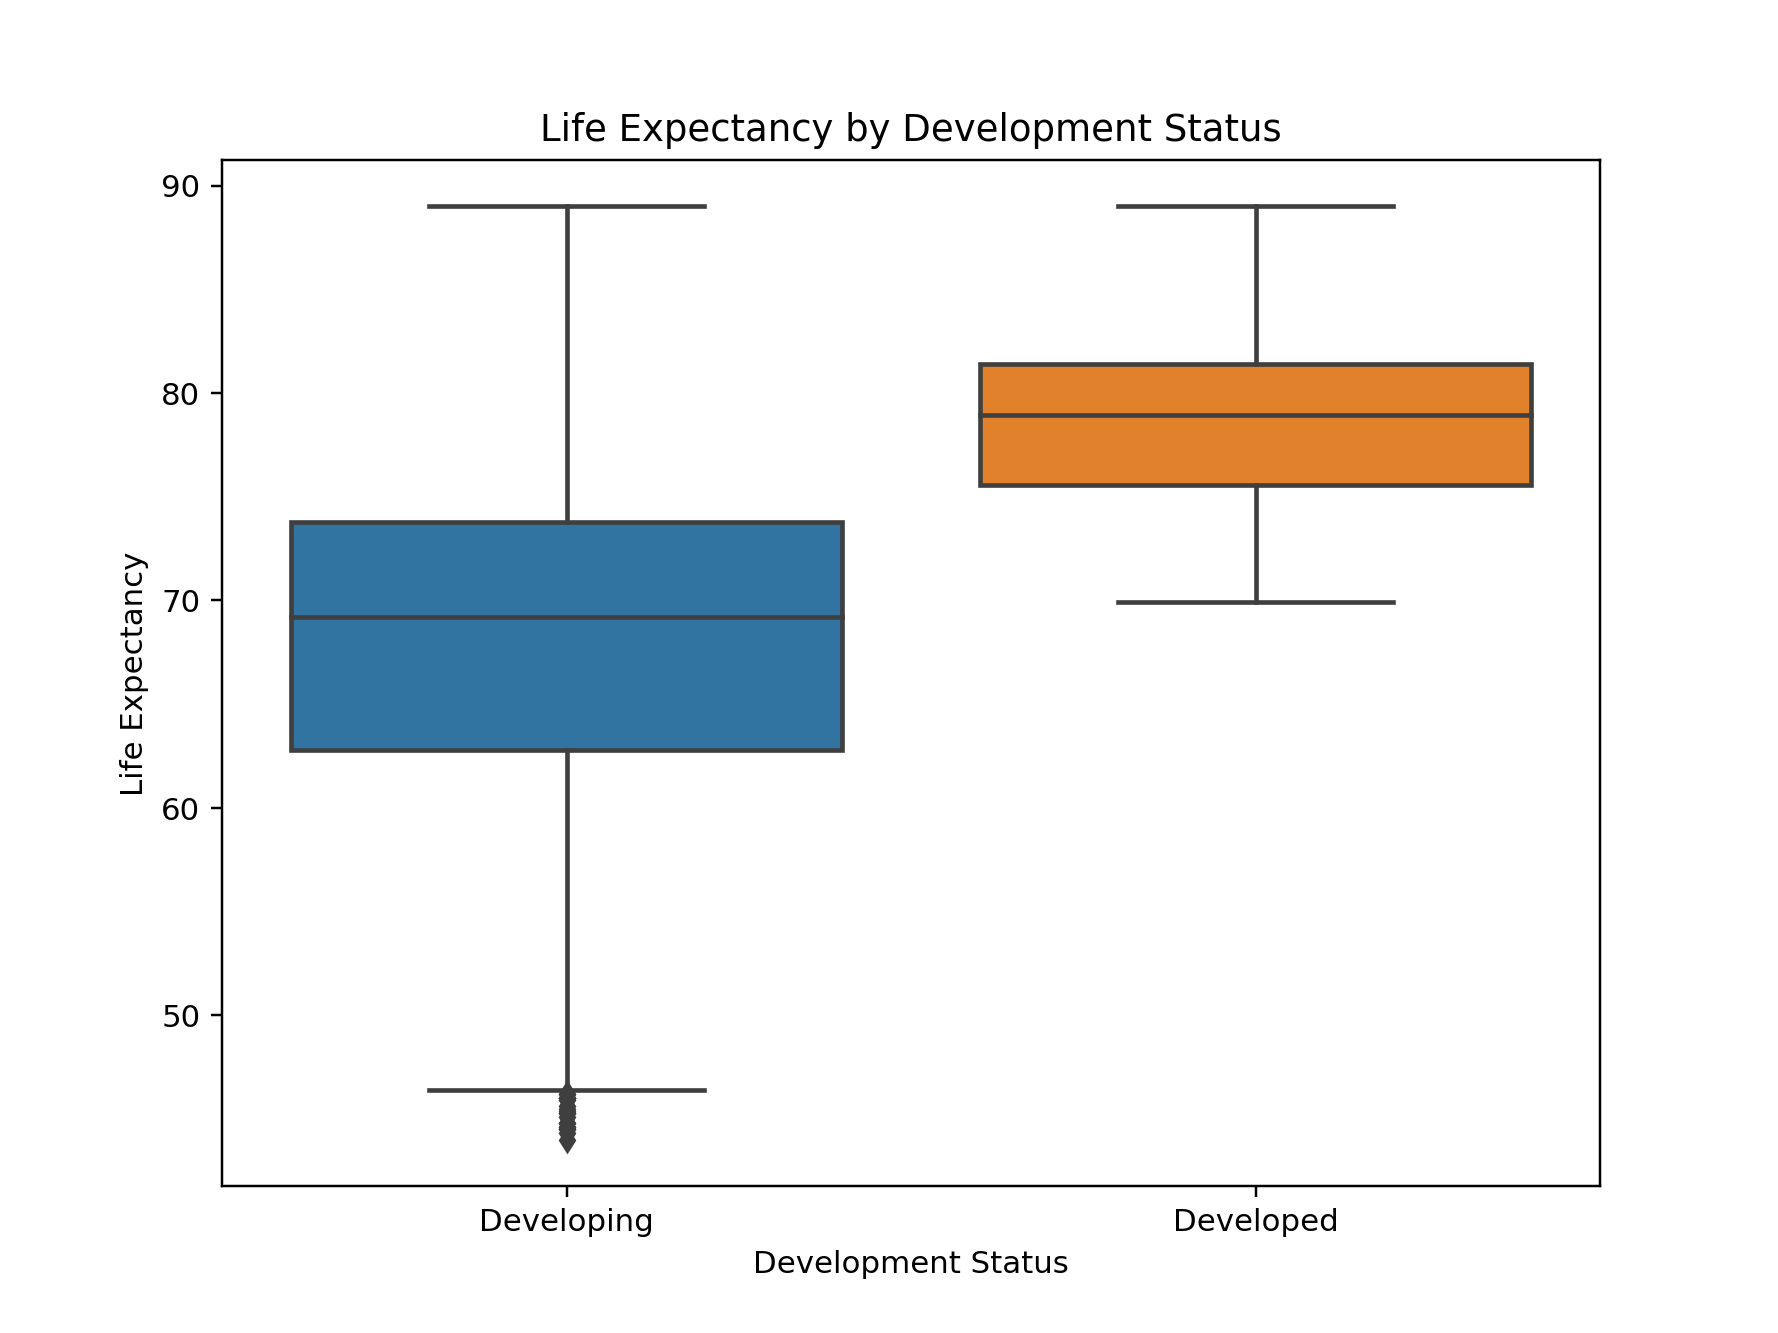 Life Expectancy by Development Status
90
80
70
60
50
Life Expectancy
Developing
Developed
Development Status